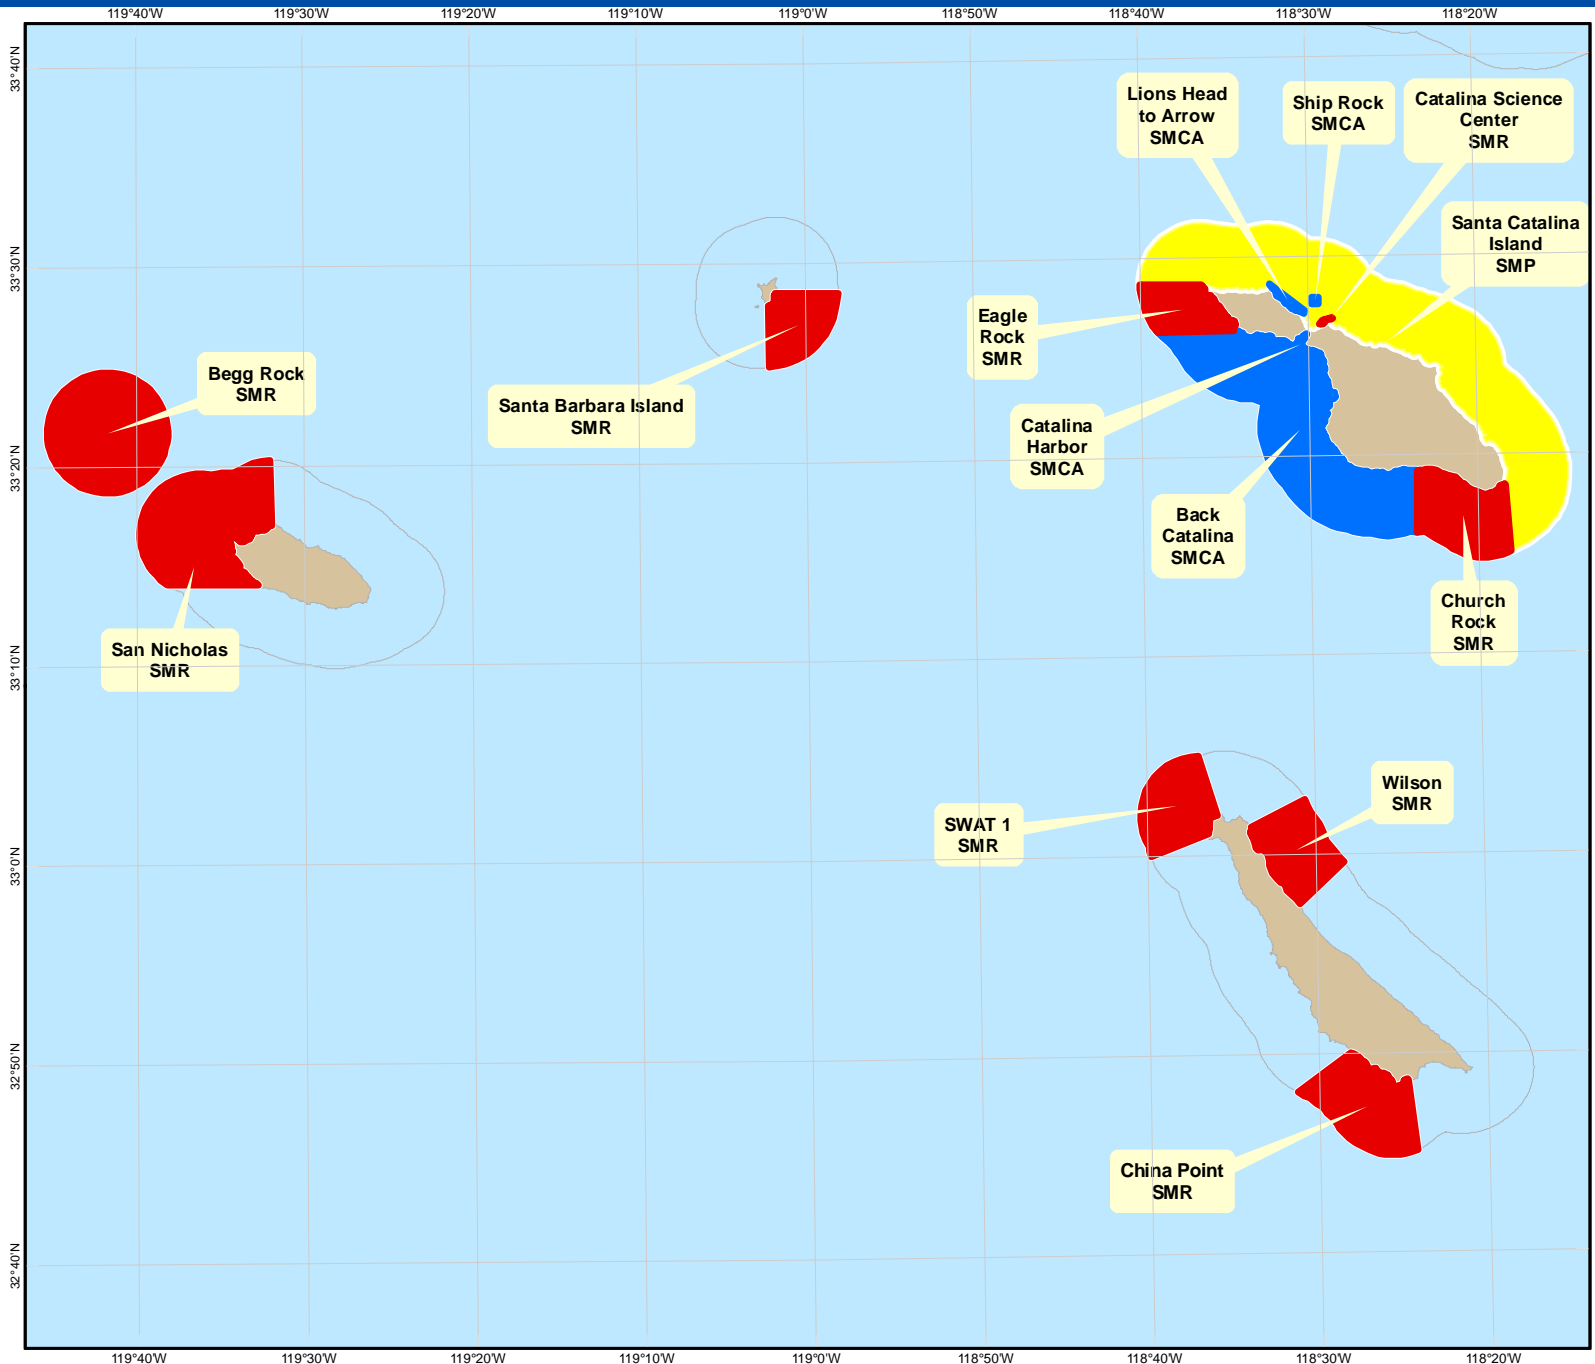 119°40'W 119°30'W 119°20'W 119°10'W 119°0'W 118°50'W 118°40'W 118°30'W 118°20'W
33°40'N
33°30'N
33°20'N
33°10'N
33°0'N
32°50'N
32°40'N
Lions Head
to Arrow
SMCA
Ship Rock
SMCA
Catalina Science
Center
SMR
Santa Catalina
Island
SMP
Eagle
Rock
SMR
Begg Rock
SMR
Santa Barbara Island
SMR
Catalina
Harbor
SMCA
Back
Catalina
SMCA
Church
Rock
SMR
San Nicholas
SMR
Wilson
SMR
SWAT 1
SMR
China Point
SMR
119°40'W 119°30'W 119°20'W 119°10'W 119°0'W 118°50'W 118°40'W 118°30'W 118°20'W